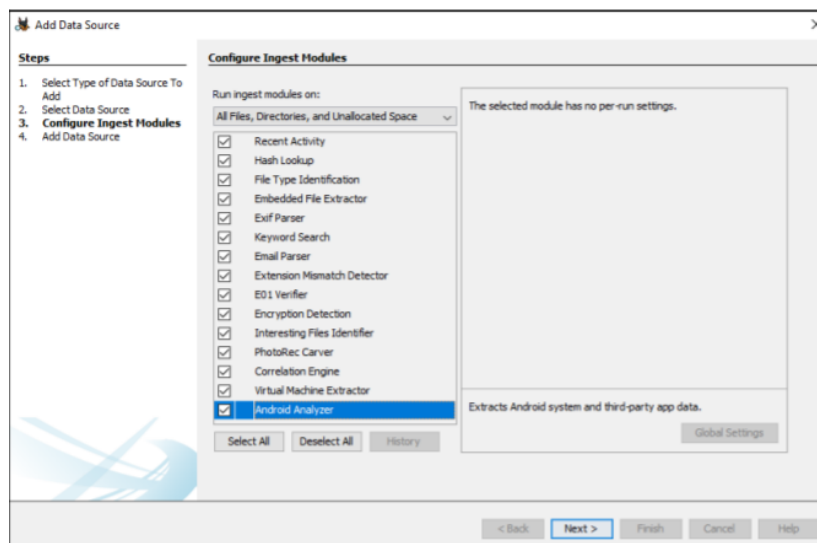 Add Data Source
Steps
1. Select Type of Data Source To
Add
2. Select Data Source
3. Configure Ingest Modules
4. Add Data Source
Configure Ingest Modules
Run ingest modules on:
All Files, Directories, and Unallocated Space
Recent Activity
Hash Lookup
File Type Identification
Embedded File Extractor
Exif Parser
Keyword Search
Email Parser
Extension Mismatch Detector
E01 Verifier
Encryption Detection
Interesting Files Identifier
PhotoRec Carver
Correlation Engine
Virtual Machine Extractor
Android Analyzer
Select All Deselect All History
The selected module has no per-run settings.
Extracts Android system and third-party app data.
Global Settings
< Back Next > Finish Cancel Help